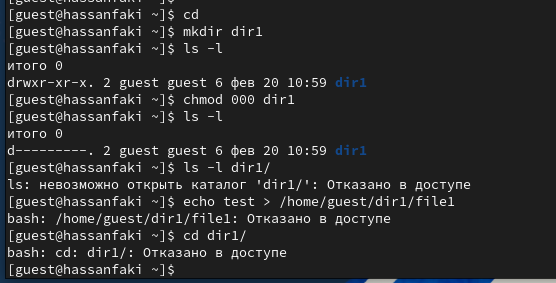 [guest@hassanfaki ~]$ cd
[guest@hassanfaki ~]$ mkdir dir1
[guest@hassanfaki ~]$ ls -l
итого 0
drwxr-xr-x. 2 guest guest 6 фев 20 10:59 dir1
[guest@hassanfaki ~]$ chmod 000 dir1
[guest@hassanfaki ~]$ ls -l
итого 0
d---------. 2 guest guest 6 фев 20 10:59 dir1
[guest@hassanfaki ~]$ ls -l dir1/
ls: невозможно открыть каталог 'dir1/': Отказано в доступе
[guest@hassanfaki ~]$ echo test > /home/guest/dir1/file1
bash: /home/guest/dir1/file1: Отказано в доступе
[guest@hassanfaki ~]$ cd dir1/
bash: cd: dir1/: Отказано в доступе
[guest@hassanfaki ~]$